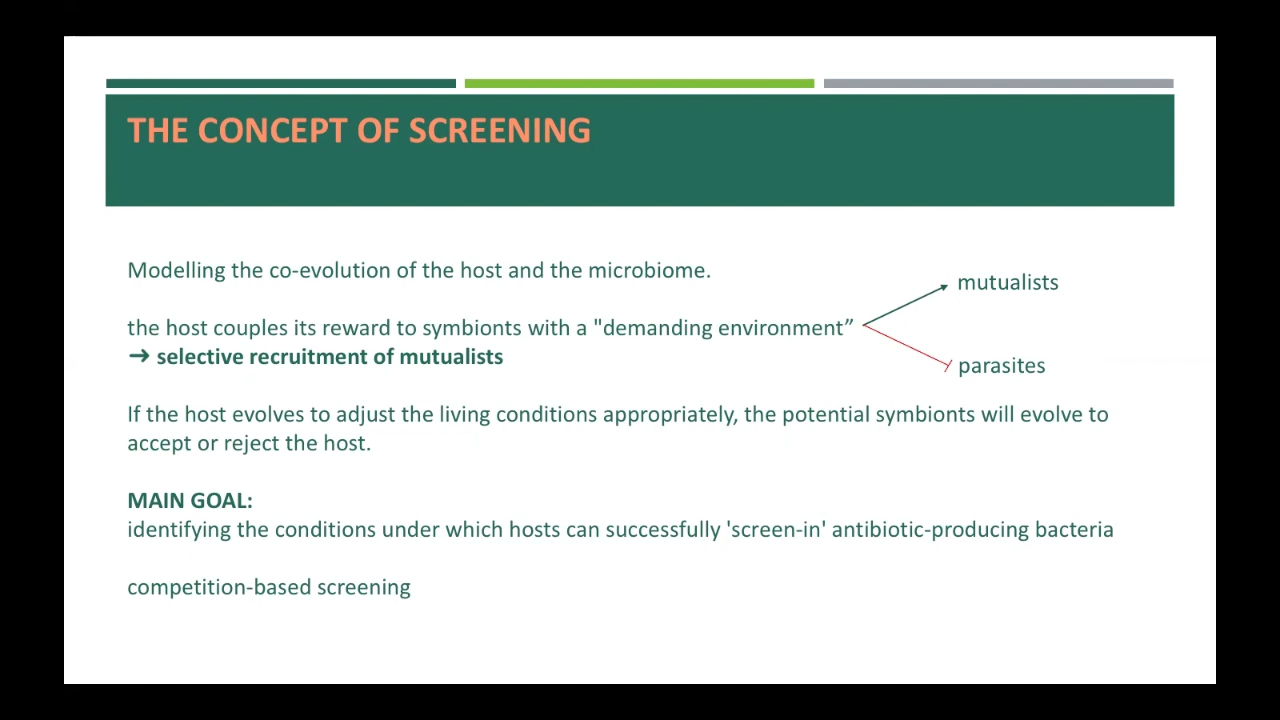 THE CONCEPT OF SCREENING
Modelling the co-evolution of the host and the microbiome.
mutualists
the host couples its reward to symbionts with a "demanding environment”
➔ selective recruitment of mutualists
parasites
If the host evolves to adjust the living conditions appropriately, the potential symbionts will evolve to
accept or reject the host.
MAIN GOAL:
identifying the conditions under which hosts can successfully 'screen-in' antibiotic-producing bacteria
competition-based screening